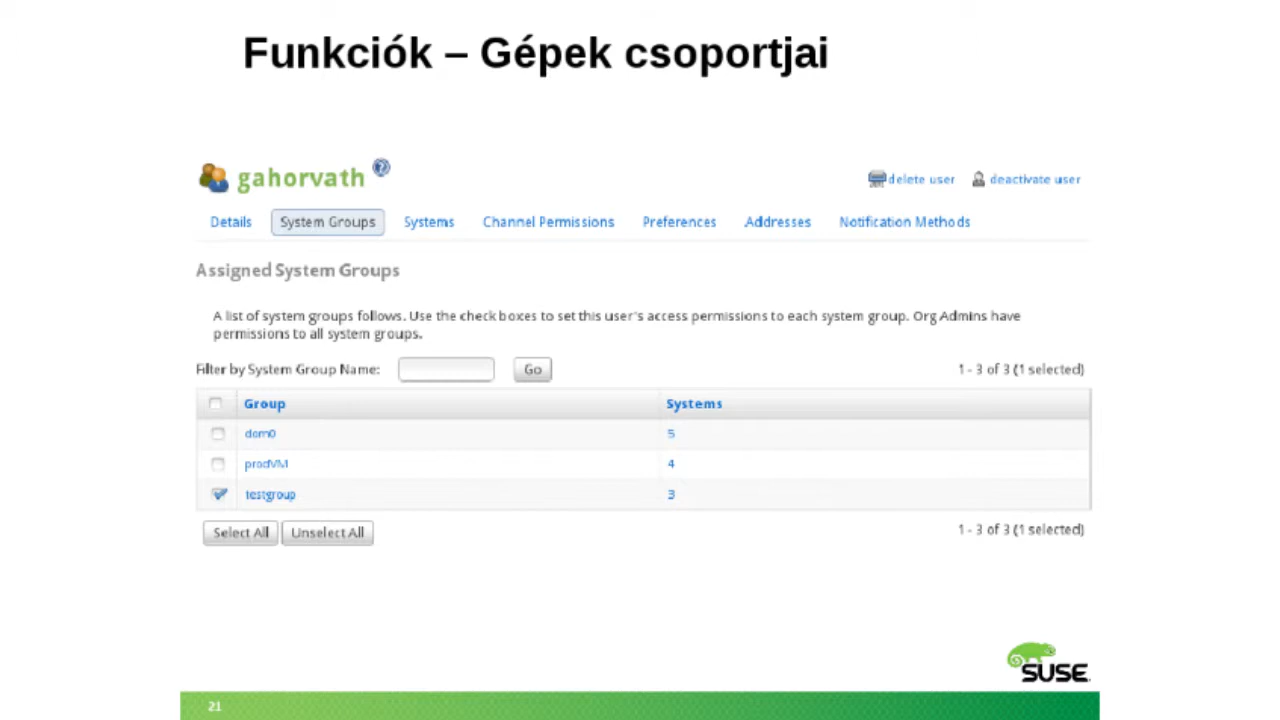 Funkciók – Gépek csoportjai
gahorvath
delete user deactivate user
Details System Groups Systems Channel Permissions Preferences Addresses Notification Methods
Assigned System Groups
A list of system groups follows. Use the check boxes to set this user's access permissions to each system group. Org Admins have
permissions to all system groups.
Filter by System Group Name: Go 1 - 3 of 3 (1 selected)
Group Systems
dom0 5
prodVM 4
testgroup 3
Select All Unselect All 1 - 3 of 3 (1 selected)
SUSE
21